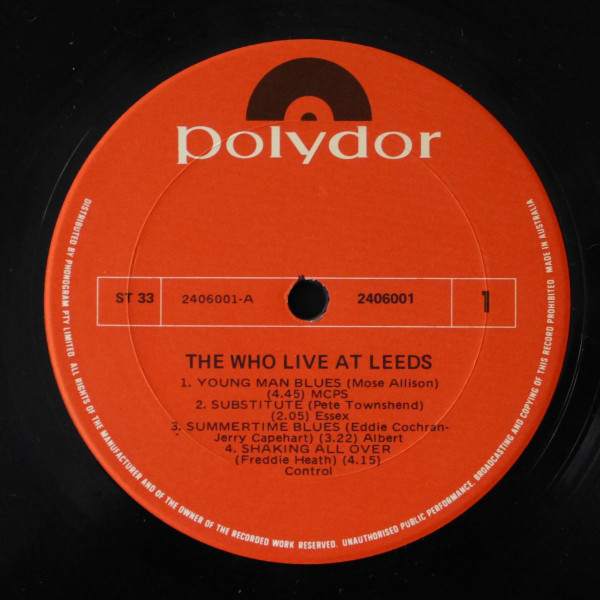 polydor
ST 33 2406001-A 2406001 1
THE WHO LIVE AT LEEDS
1. YOUNG MAN BLUES (Mose Allison)
(4.45) MCPS
2. SUBSTITUTE (Pete Townshend)
(2.05) Essex
3. SUMMERTIME BLUES (Eddie Cochran-
Jerry Capehart) (3.22) Albert
4. SHAKING ALL OVER
(Freddie Heath) (4.15)
Control
DISTRIBUTED BY PHONOGRAM PTY LIMITED. ALL RIGHTS OF THE MANUFACTURER AND OF THE OWNER OF THE RECORDED WORK RESERVED. UNAUTHORISED PUBLIC PERFORMANCE, BROADCASTING AND COPYING OF THIS RECORD PROHIBITED. MADE IN AUSTRALIA